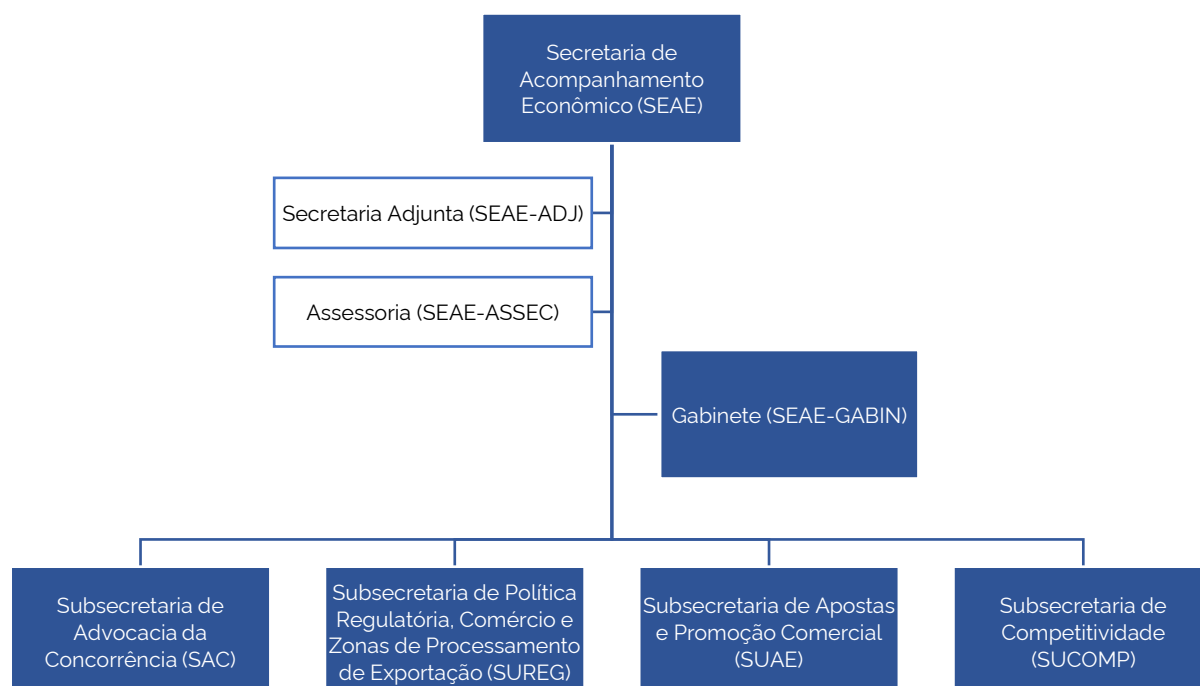 Secretaria de
Acompanhamento
Econômico (SEAE)
Secretaria Adjunta (SEAE-ADJ)
Assessoria (SEAE-ASSEC)
Gabinete (SEAE-GABIN)
Subsecretaria de
Advocacia da
Concorrência (SAC)
Subsecretaria de Política
Regulatória, Comércio e
Zonas de Processamento
de Exportação (SUREG)
Subsecretaria de Apostas
e Promoção Comercial
(SUAE)
Subsecretaria de
Competitividade
(SUCOMP)